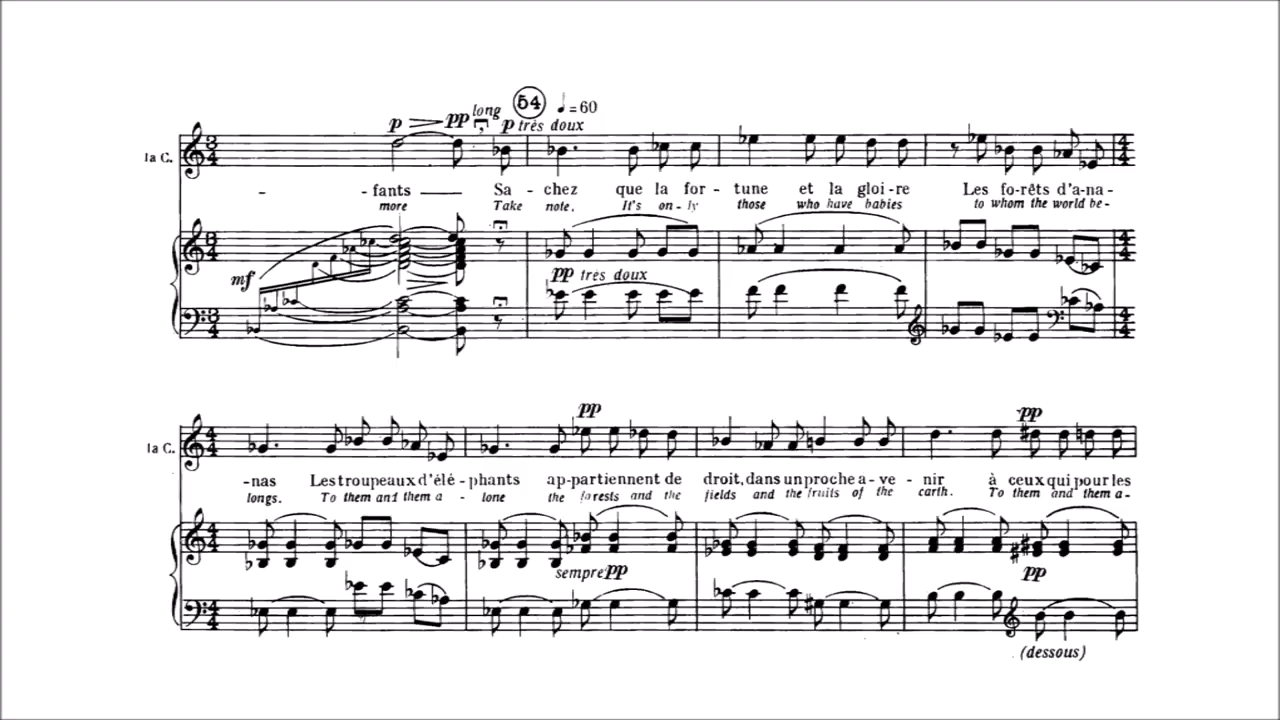 p pp long 54 ♩=60
p très doux
la C.
- -fants Sa - chez que la for - tune et la gloi - re Les fo-rêts d'a-na-
more Take note. It's on - ly those who have babies to whom the world be-
mf pp très doux
pp pp
la C.
-nas Les troupeaux d'élé - phants ap-partiennent de droit, dans un proche a - ve - nir à ceux qui pour les
longs. To them and them a - lone the forests and the fields and the fruits of the earth. To them and them a-
sempre pp pp
(dessous)